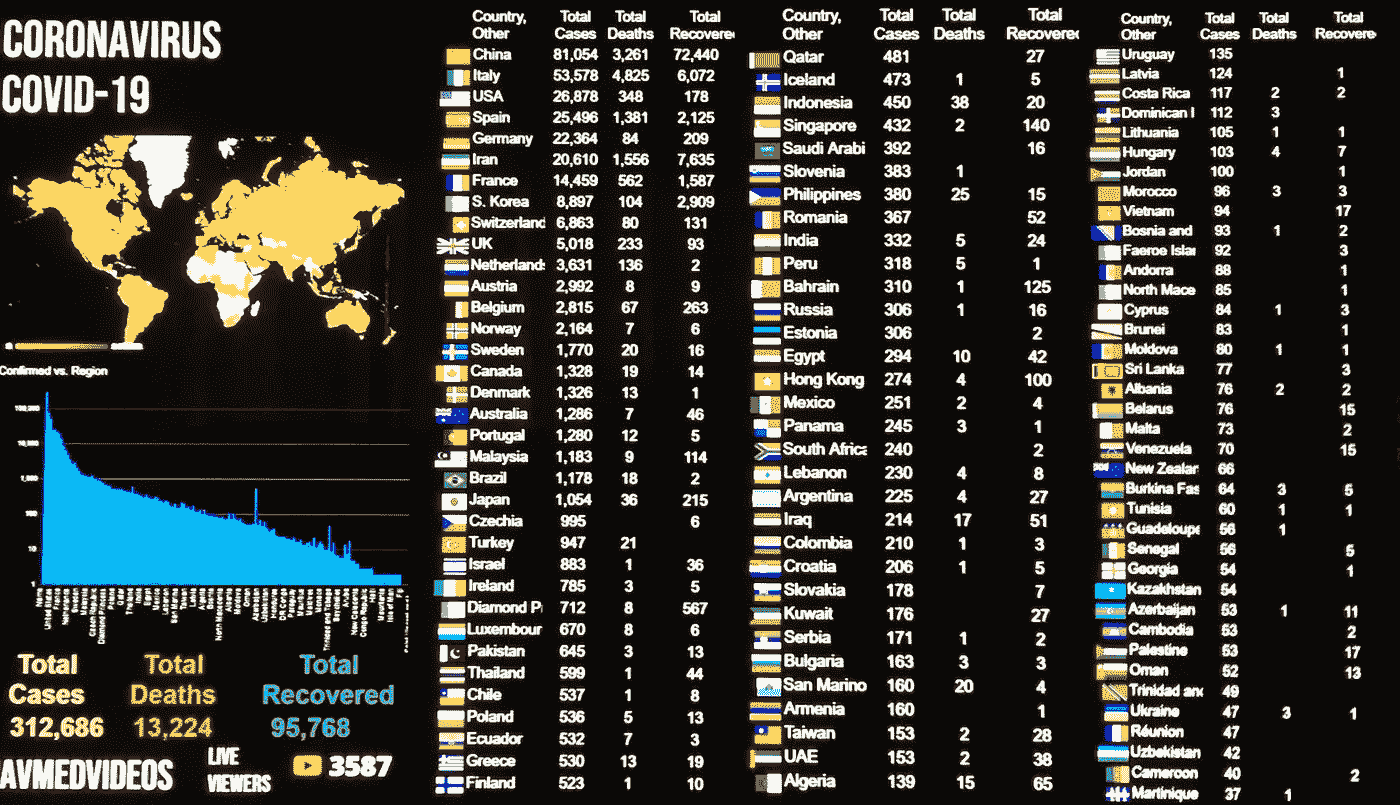 CORONAVIRUS
COVID-19
Confirmed vs. Region
100,000
10,000
1,000
100
10
1
Total Cases
312,686
Total Deaths
13,224
Total Recovered
95,768
AVMEDVIDEOS
LIVE VIEWERS
3587
Country, Other Total Cases Total Deaths Total Recovere
China 81,054 3,261 72,440
Italy 53,578 4,825 6,072
USA 26,878 348 178
Spain 25,496 1,381 2,125
Germany 22,364 84 209
Iran 20,610 1,556 7,635
France 14,459 562 1,587
S. Korea 8,897 104 2,909
Switzerland 6,863 80 131
UK 5,018 233 93
Netherlands 3,631 136 2
Austria 2,992 8 9
Belgium 2,815 67 263
Norway 2,164 7 6
Sweden 1,770 20 16
Canada 1,328 19 14
Denmark 1,326 13 1
Australia 1,286 7 46
Portugal 1,280 12 5
Malaysia 1,183 9 114
Brazil 1,178 18 2
Japan 1,054 36 215
Czechia 995 6
Turkey 947 21
Israel 883 1 36
Ireland 785 3 5
Diamond P 712 8 567
Luxembour 670 8 6
Pakistan 645 3 13
Thailand 599 1 44
Chile 537 1 8
Poland 536 5 13
Ecuador 532 7 3
Greece 530 13 19
Finland 523 1 10
Country, Other Total Cases Total Deaths Total Recovere
Qatar 481 27
Iceland 473 1 5
Indonesia 450 38 20
Singapore 432 2 140
Saudi Arabi 392 16
Slovenia 383 1
Philippines 380 25 15
Romania 367 52
India 332 5 24
Peru 318 5 1
Bahrain 310 1 125
Russia 306 1 16
Estonia 306 2
Egypt 294 10 42
Hong Kong 274 4 100
Mexico 251 2 4
Panama 245 3 1
South Africa 240 2
Lebanon 230 4 8
Argentina 225 4 27
Iraq 214 17 51
Colombia 210 1 3
Croatia 206 1 5
Slovakia 178 7
Kuwait 176 27
Serbia 171 1 2
Bulgaria 163 3 3
San Marino 160 20 4
Armenia 160 1
Taiwan 153 2 28
UAE 153 2 38
Algeria 139 15 65
Country, Other Total Cases Total Deaths Total Recovere
Uruguay 135
Latvia 124 1
Costa Rica 117 2 2
Dominican I 112 3
Lithuania 105 1 1
Hungary 103 4 7
Jordan 100 1
Morocco 96 3 3
Vietnam 94 17
Bosnia and 93 1 2
Faeroe Islar 92 3
Andorra 88 1
North Mace 85 1
Cyprus 84 1 3
Brunei 83 1
Moldova 80 1 1
Sri Lanka 77 3
Albania 76 2 2
Belarus 76 15
Malta 73 2
Venezuela 70 15
New Zealar 66
Burkina Fas 64 3 5
Tunisia 60 1 1
Guadeloupe 56 1
Senegal 56 5
Georgia 54 1
Kazakhstan 54
Azerbaijan 53 1 11
Cambodia 53 2
Palestine 53 17
Oman 52 13
Trinidad and 49
Ukraine 47 3 1
Réunion 47
Uzbekistan 42
Cameroon 40 2
Martinique 37 1